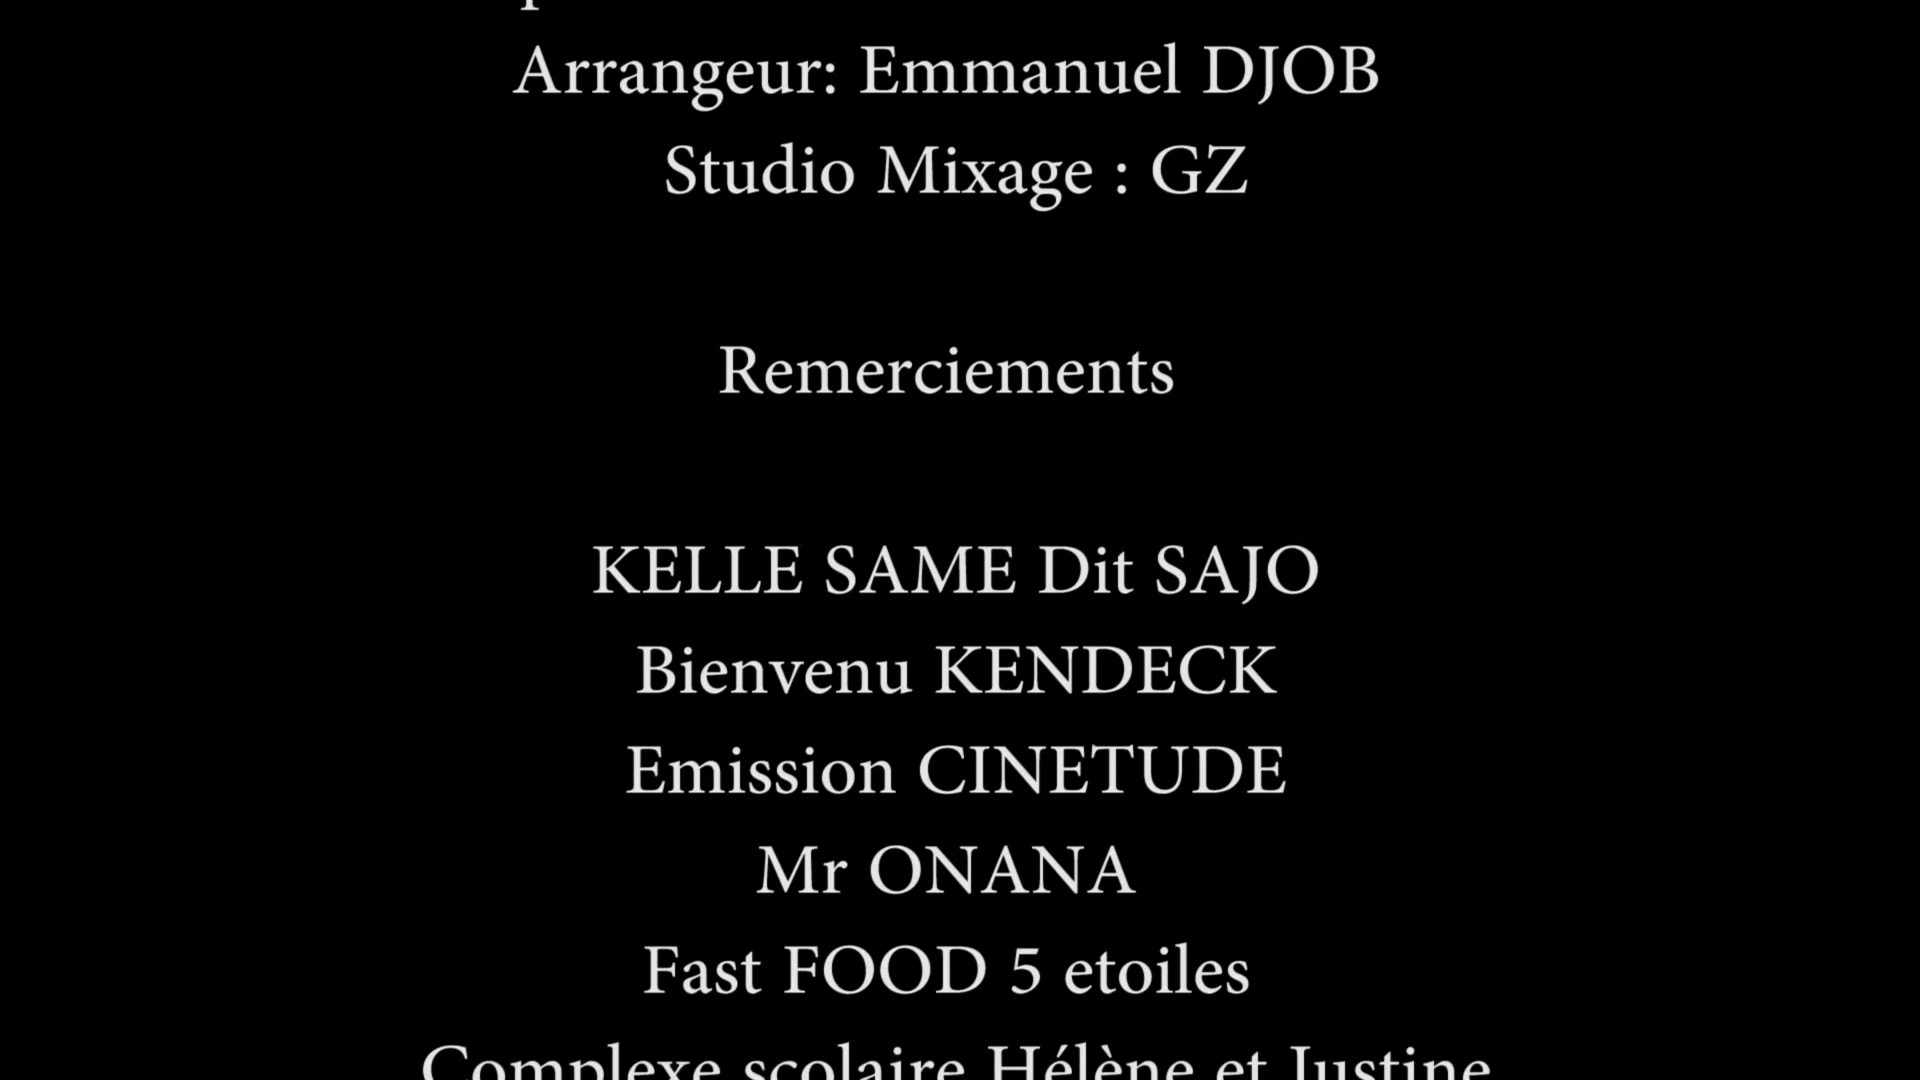 Arrangeur: Emmanuel DJOB
Studio Mixage : GZ
Remerciements
KELLE SAME Dit SAJO
Bienvenu KENDECK
Emission CINETUDE
Mr ONANA
Fast FOOD 5 etoiles
Complexe scolaire Hélène et Justine